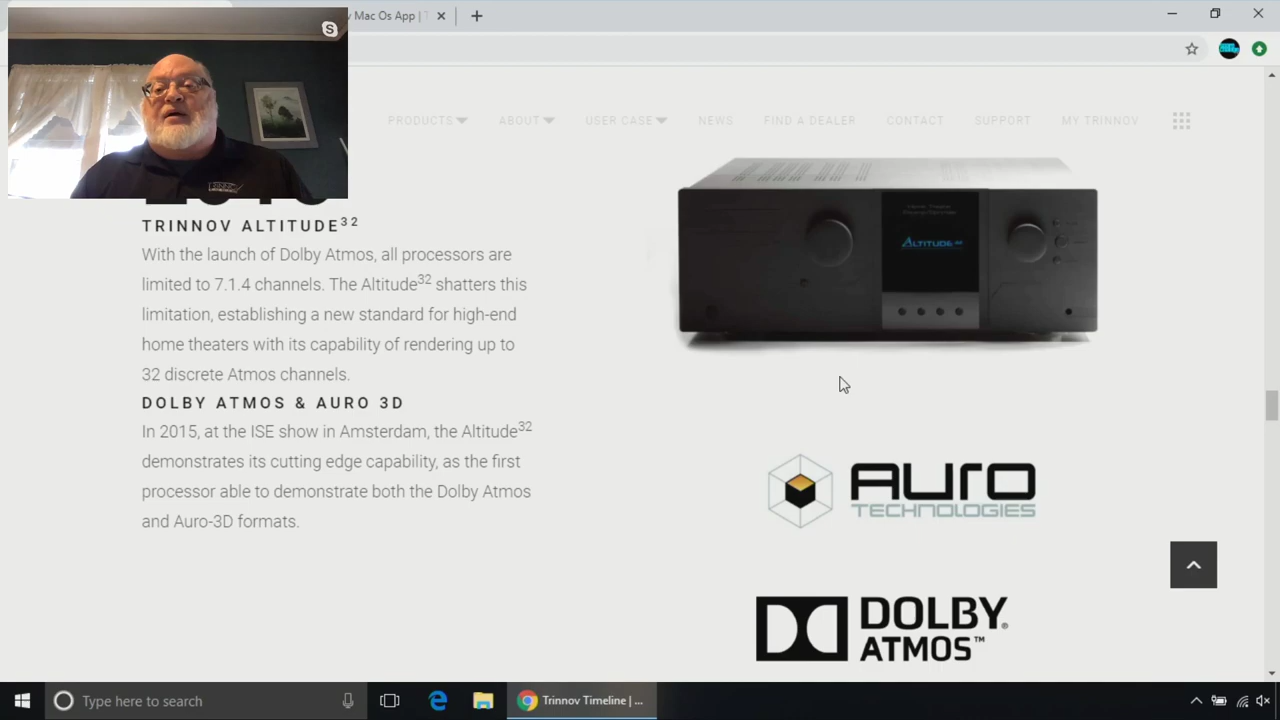 y Mac Os App | T
PRODUCTS ABOUT USER CASE NEWS FIND A DEALER CONTACT SUPPORT MY TRINNOV
TRINNOV ALTITUDE32
With the launch of Dolby Atmos, all processors are
limited to 7.1.4 channels. The Altitude32 shatters this
limitation, establishing a new standard for high-end
home theaters with its capability of rendering up to
32 discrete Atmos channels.
DOLBY ATMOS & AURO 3D
In 2015, at the ISE show in Amsterdam, the Altitude32
demonstrates its cutting edge capability, as the first
processor able to demonstrate both the Dolby Atmos
and Auro-3D formats.
AURO
TECHNOLOGIES
DOLBY®
ATMOS™
Type here to search
Trinnov Timeline | ...